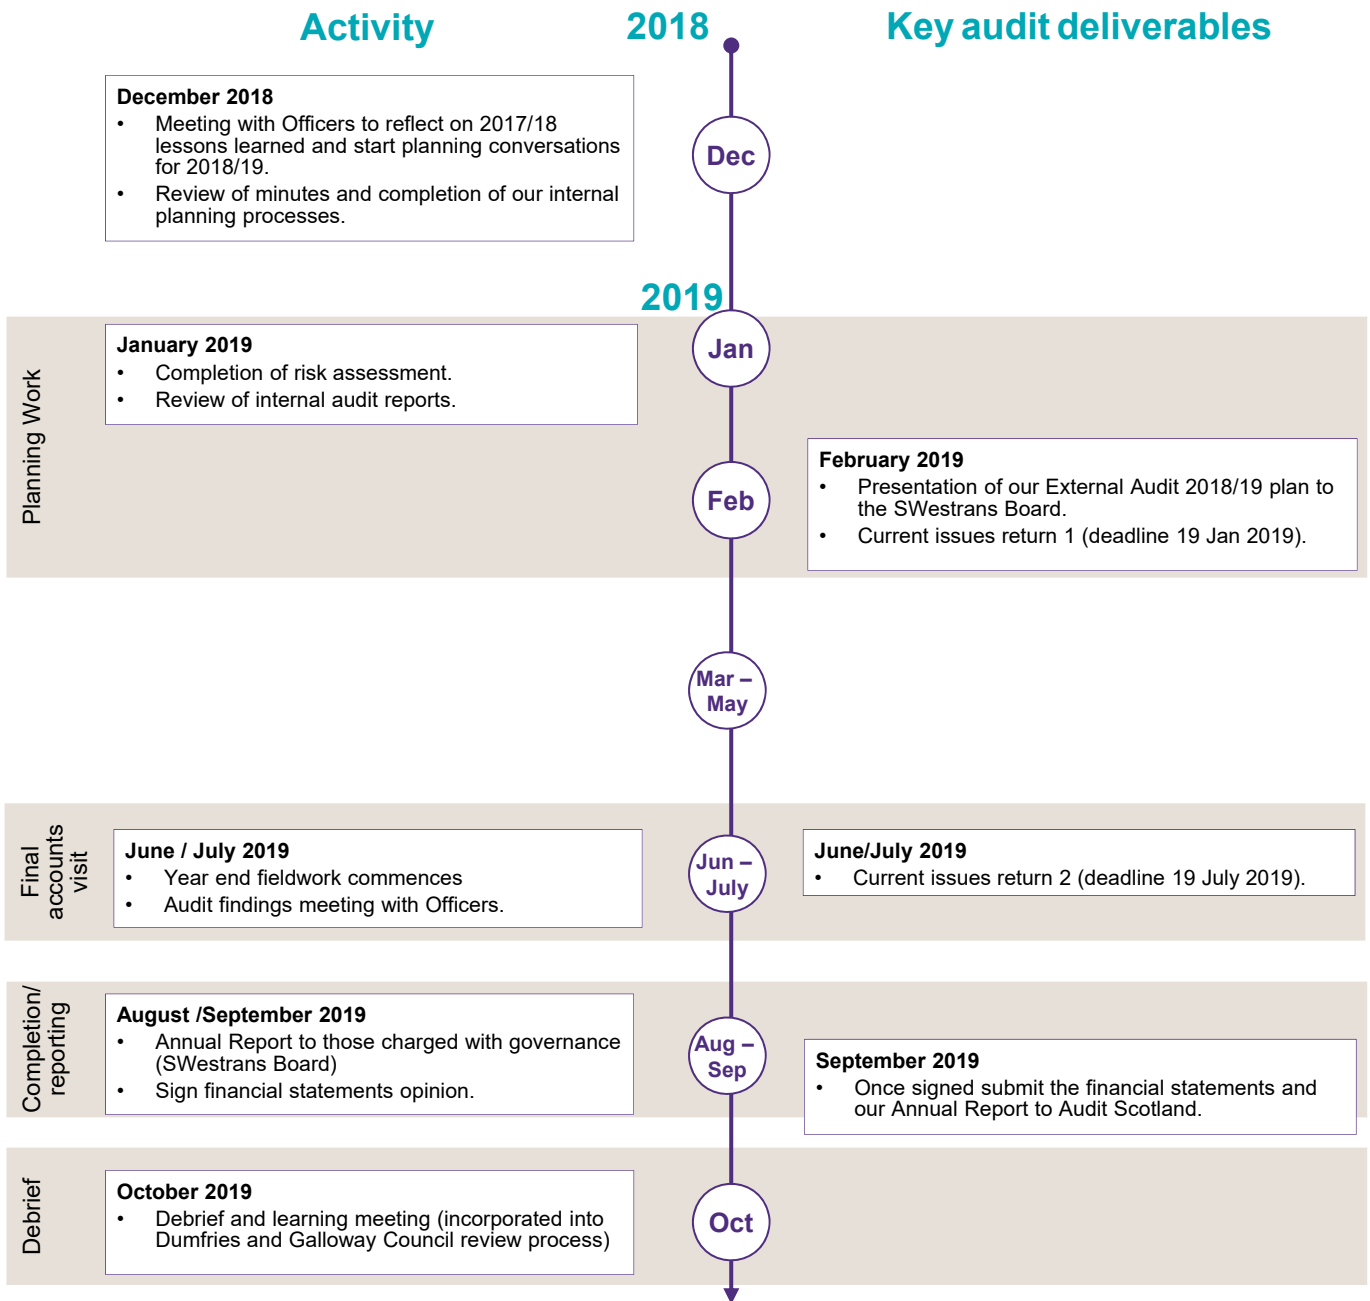 Activity
2018
Key audit deliverables
December 2018
• Meeting with Officers to reflect on 2017/18
lessons learned and start planning conversations
for 2018/19.
• Review of minutes and completion of our internal
planning processes.
Dec
2019
Planning Work
January 2019
• Completion of risk assessment.
• Review of internal audit reports.
Jan
Feb
February 2019
• Presentation of our External Audit 2018/19 plan to
the SWestrans Board.
• Current issues return 1 (deadline 19 Jan 2019).
Mar –
May
Final
accounts
visit
June / July 2019
• Year end fieldwork commences
• Audit findings meeting with Officers.
Jun –
July
June/July 2019
• Current issues return 2 (deadline 19 July 2019).
Completion/
reporting
August /September 2019
• Annual Report to those charged with governance
(SWestrans Board)
• Sign financial statements opinion.
Aug –
Sep
September 2019
• Once signed submit the financial statements and
our Annual Report to Audit Scotland.
Debrief
October 2019
• Debrief and learning meeting (incorporated into
Dumfries and Galloway Council review process)
Oct